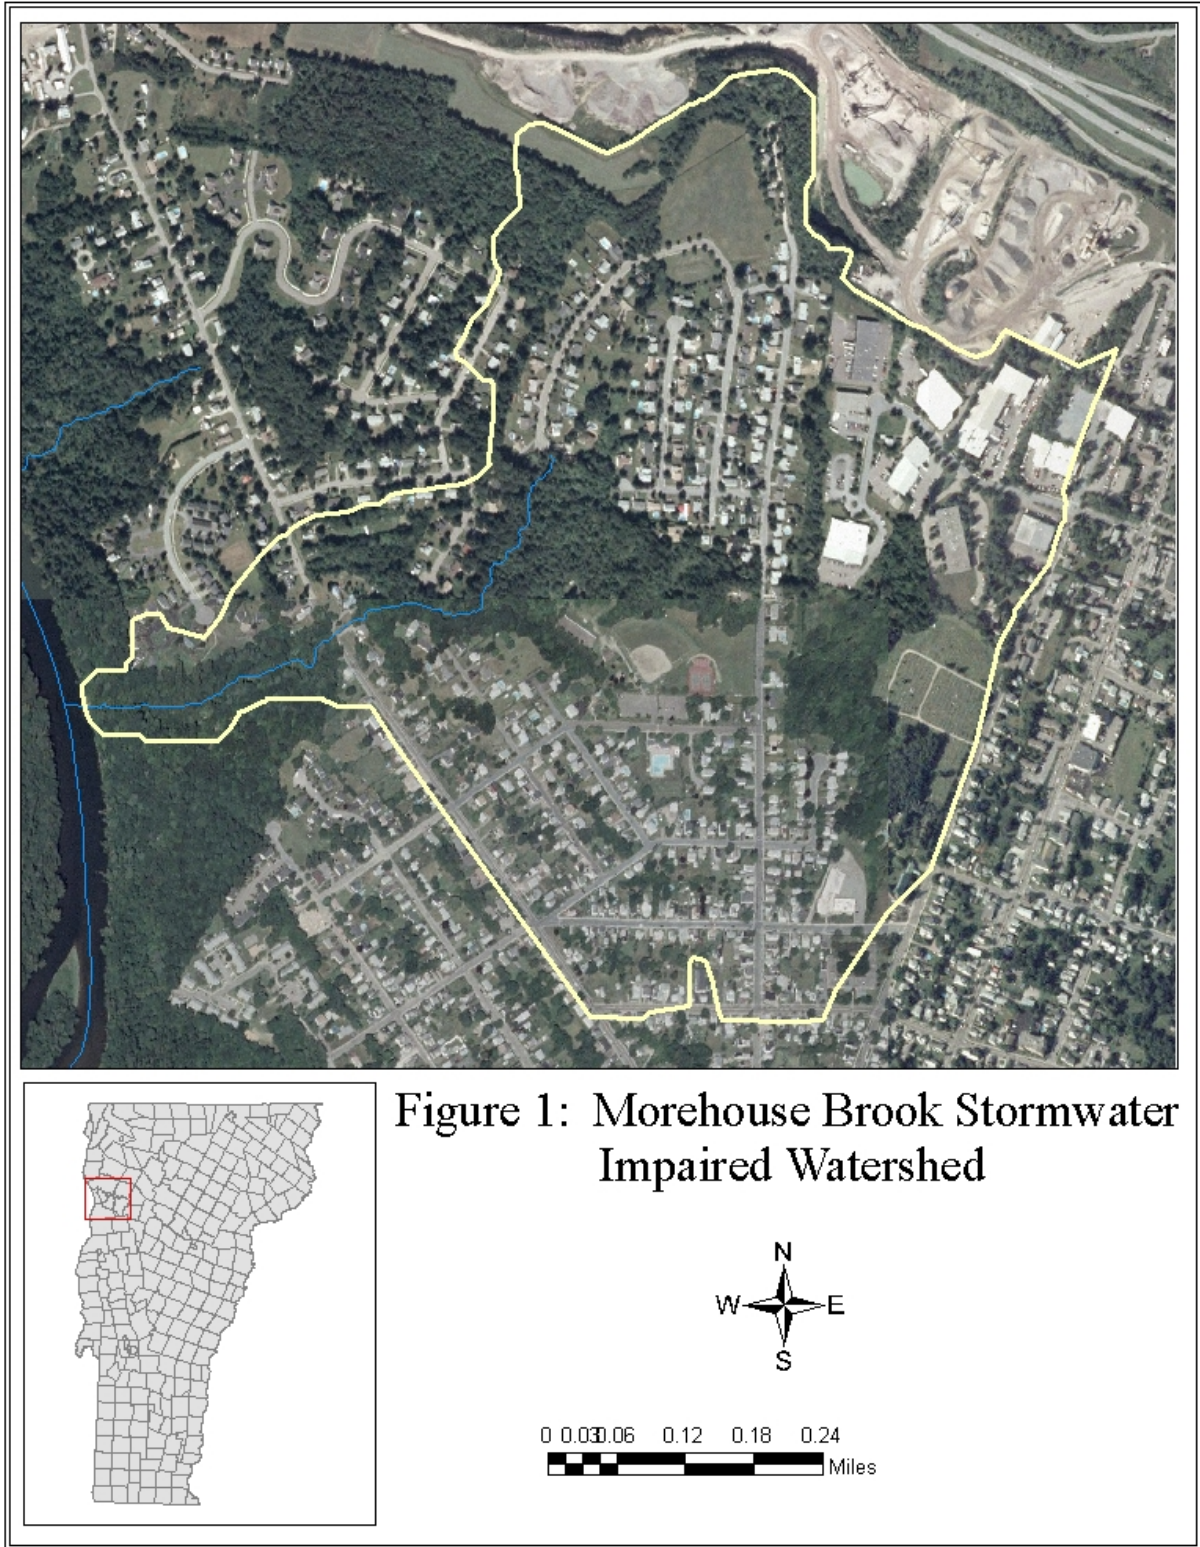 Figure 1: Morehouse Brook Stormwater
Impaired Watershed
N
W E
S
0 0.03 0.06 0.12 0.18 0.24
Miles